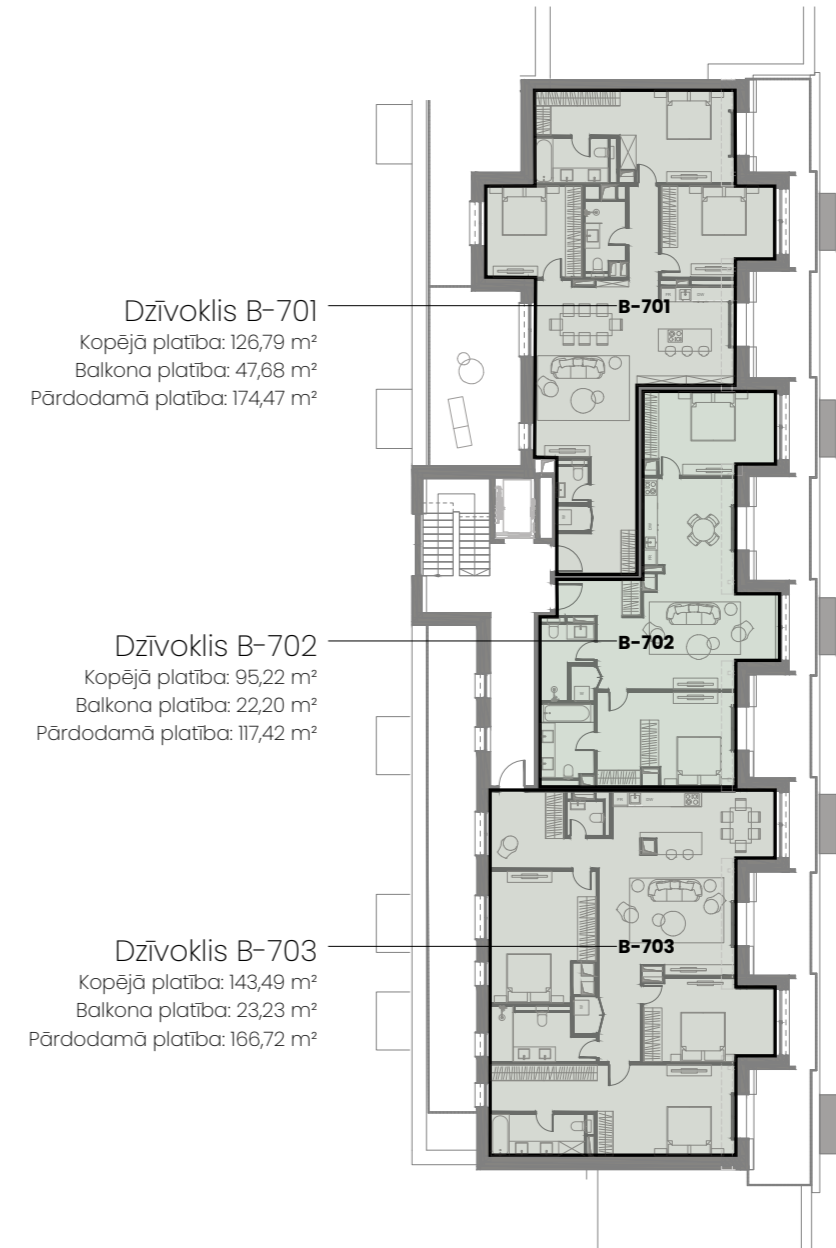 Dzīvoklis B-701
Kopējā platība: 126,79 m²
Balkona platība: 47,68 m²
Pārdodamā platība: 174,47 m²
B-701
Dzīvoklis B-702
Kopējā platība: 95,22 m²
Balkona platība: 22,20 m²
Pārdodamā platība: 117,42 m²
B-702
Dzīvoklis B-703
Kopējā platība: 143,49 m²
Balkona platība: 23,23 m²
Pārdodamā platība: 166,72 m²
B-703